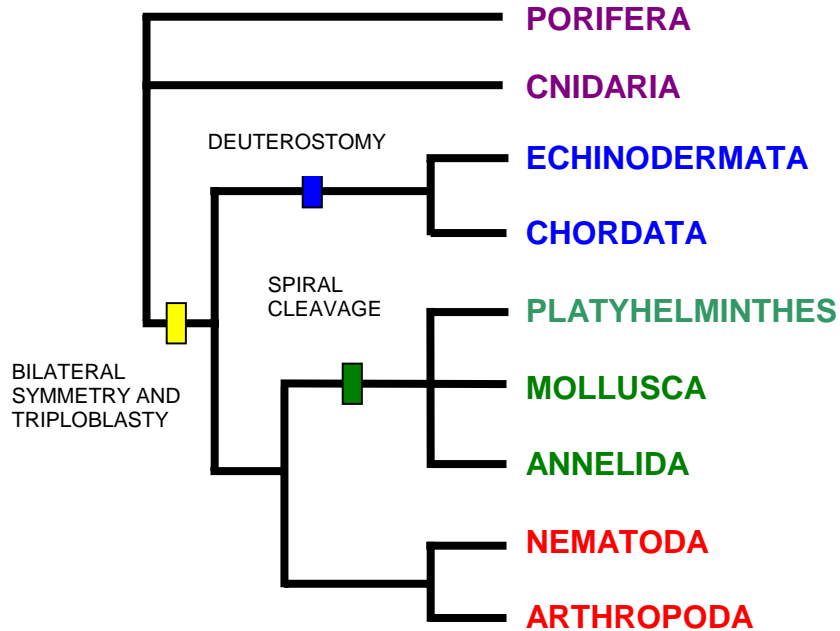 PORIFERA
CNIDARIA
DEUTEROSTOMY
ECHINODERMATA
CHORDATA
SPIRAL
CLEAVAGE
PLATYHELMINTHES
BILATERAL
SYMMETRY AND
TRIPLOBLASTY
MOLLUSCA
ANNELIDA
NEMATODA
ARTHROPODA